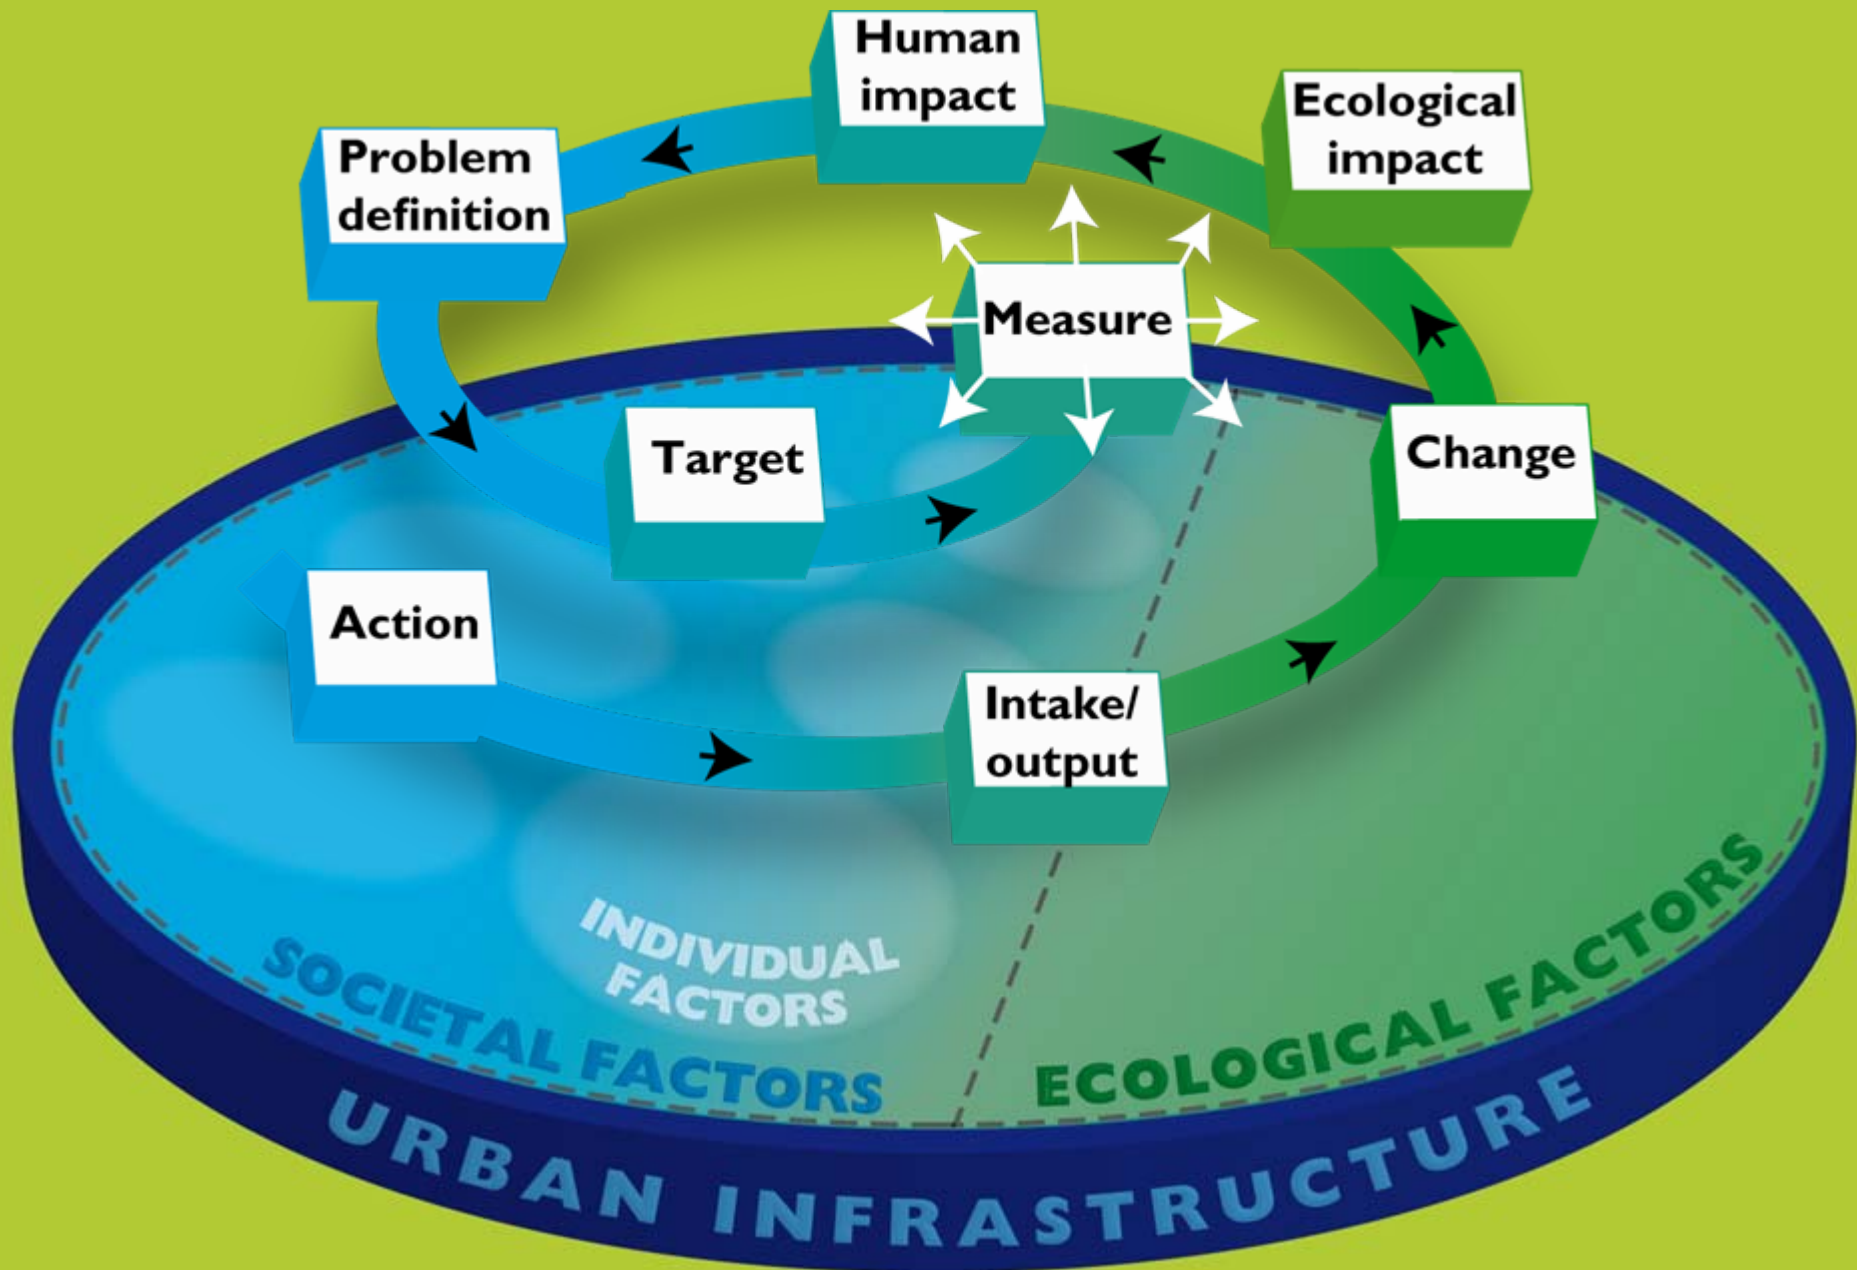 Human
impact
Ecological
impact
Problem
definition
Measure
Target
Change
Action
Intake/
output
INDIVIDUAL
FACTORS
SOCIETAL FACTORS
ECOLOGICAL FACTORS
URBAN INFRASTRUCTURE